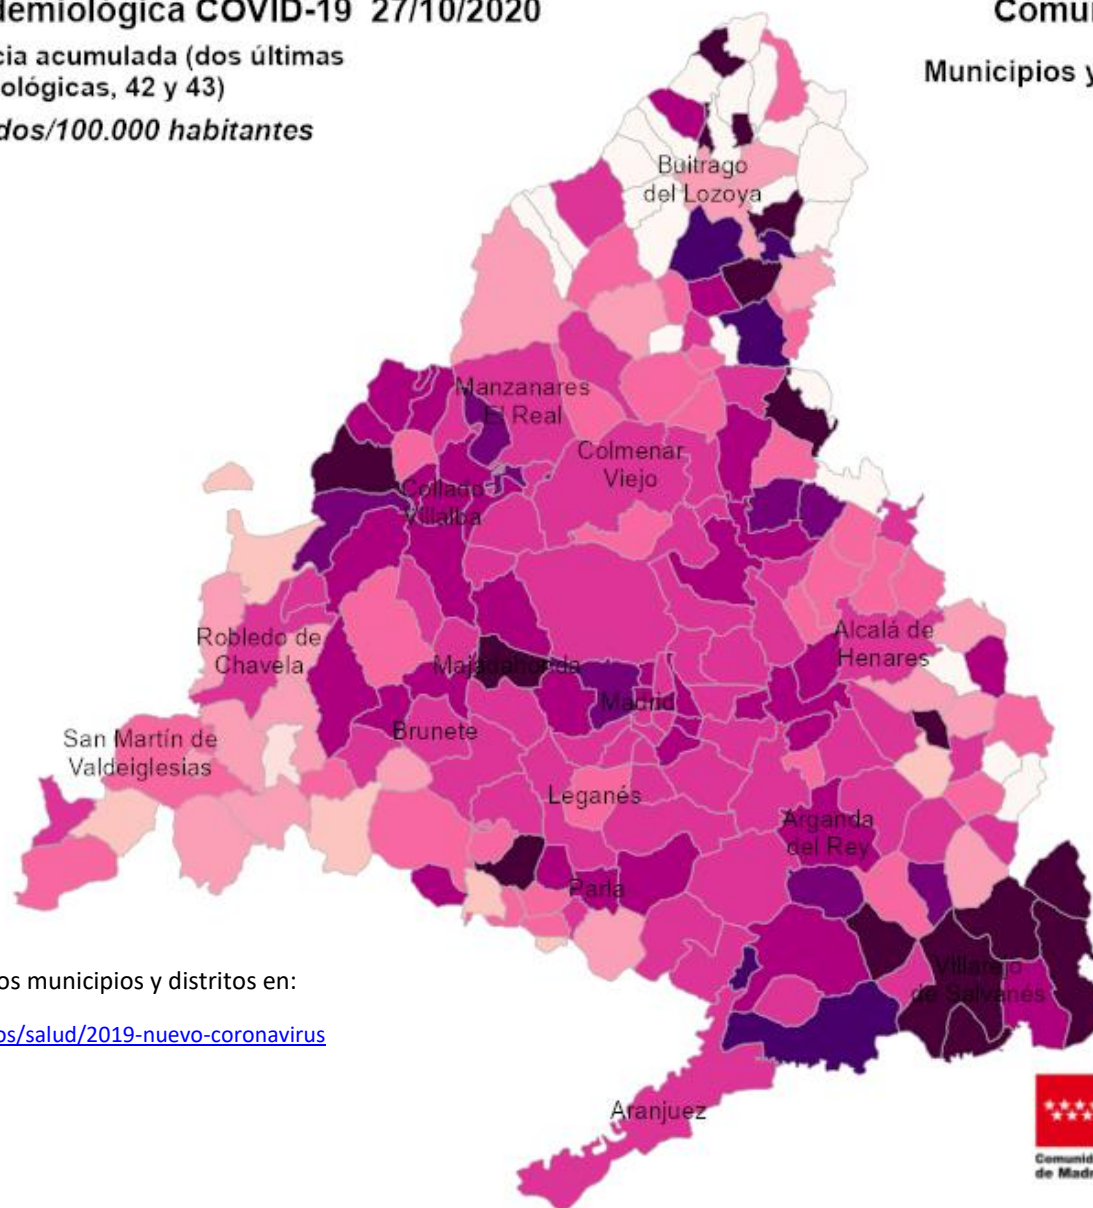 demiológica COVID-19 27/10/2020
Comun
cia acumulada (dos últimas
ológicas, 42 y 43)
Municipios y
dos/100.000 habitantes
Buitrago
del Lozoya
Manzanares
El Real
Colmenar
Viejo
Collado
Villalba
Robledo de
Chavela
Alcalá de
Henares
Majadahonda
Madrid
Brunete
San Martín de
Valdeiglesias
Leganés
Arganda
del Rey
Parla
Villarejo
de Salvanés
os municipios y distritos en:
os/salud/2019-nuevo-coronavirus
Aranjuez
Comunid
de Madr